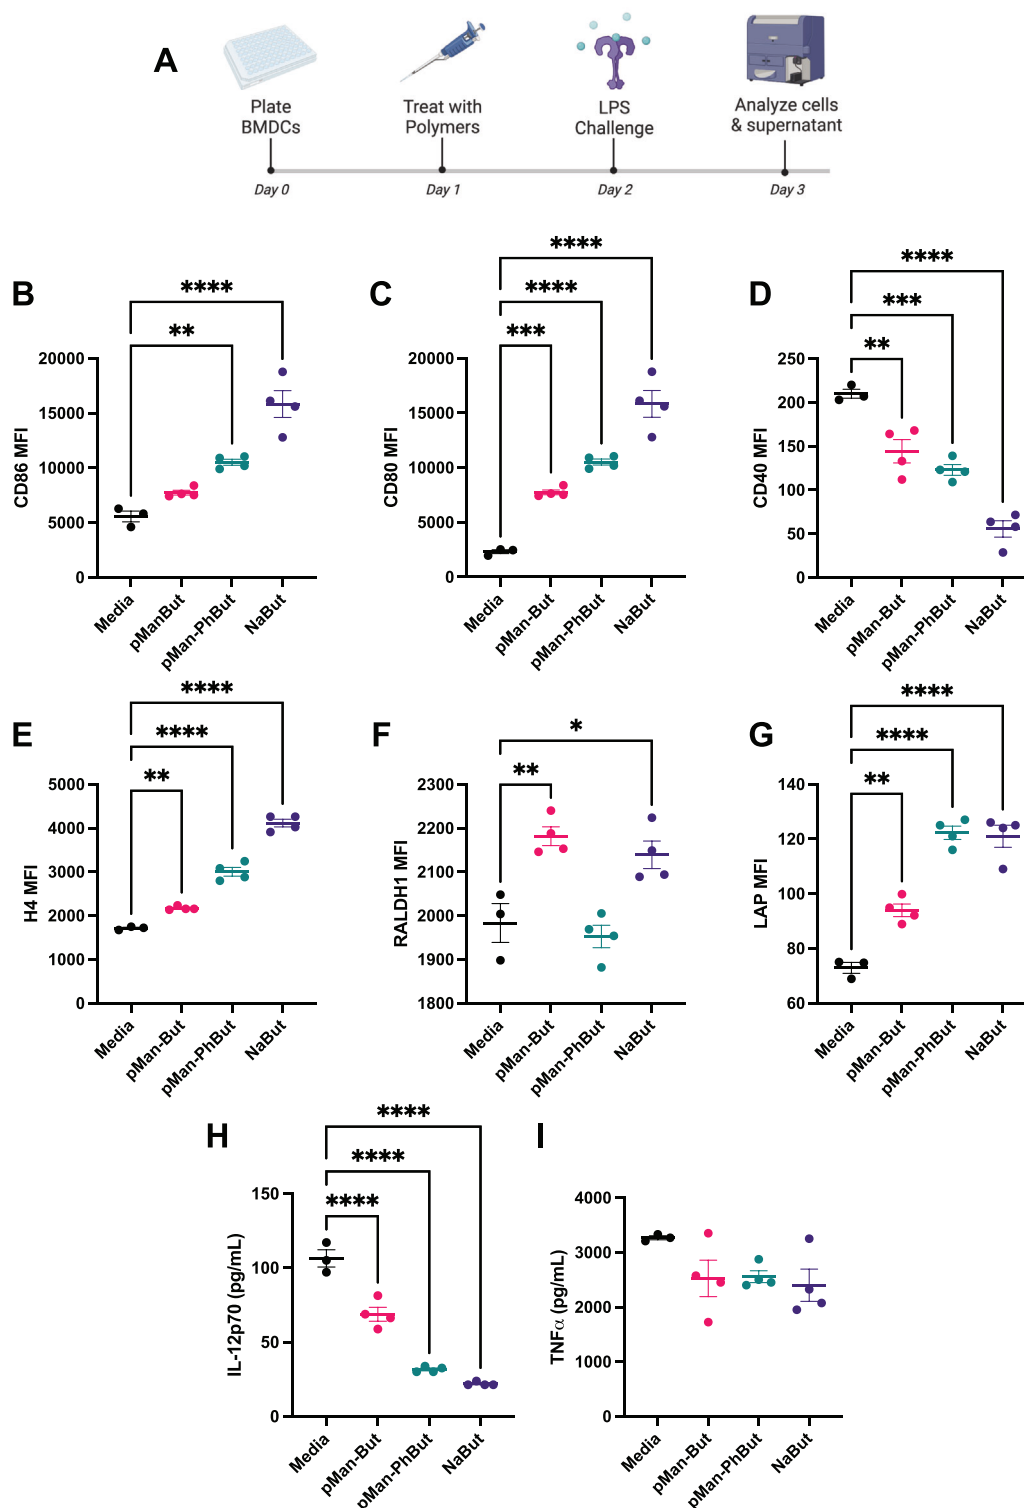 A
Plate
BMDCs
Treat with
Polymers
LPS
Challenge
Analyze cells
& supernatant
Day 0
Day 1
Day 2
Day 3
B
****
**
CD86 MFI
20000
15000
10000
5000
0
Media
pManBut
pMan-PhBut
NaBut
C
****
****
***
CD80 MFI
20000
15000
10000
5000
0
Media
pMan-But
pMan-PhBut
NaBut
D
****
***
**
CD40 MFI
250
200
150
100
50
0
Media
pMan-But
pMan-PhBut
NaBut
E
****
****
**
H4 MFI
5000
4000
3000
2000
1000
0
Media
pMan-But
pMan-PhBut
NaBut
F
*
**
RALDH1 MFI
2300
2200
2100
2000
1900
1800
Media
pMan-But
pMan-PhBut
NaBut
G
****
****
**
LAP MFI
140
120
100
80
60
Media
pMan-But
pMan-PhBut
NaBut
H
****
****
****
IL-12p70 (pg/mL)
150
100
50
0
Media
pMan-But
pMan-PhBut
NaBut
I
TNFα (pg/mL)
4000
3000
2000
1000
0
Media
pMan-But
pMan-PhBut
NaBut